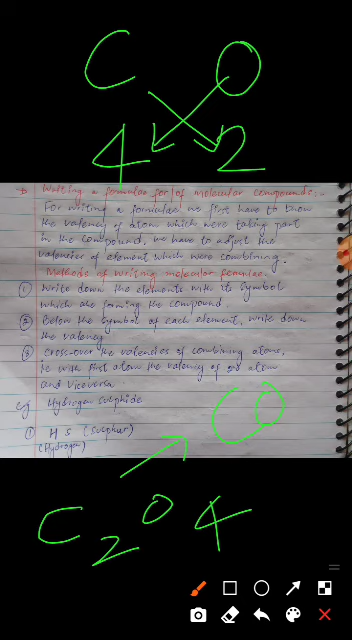 C O
4 2
D Writing a formulae for/of molecular compounds:-
For writing a formulae we first have to know
the valency of atom which were taking part
in the compound, we have to adjust the
valencies of element which were combining.
Methods of writing molecular formulae
① Write down the elements with its symbol
which are forming the compound
② Below the symbol of each element, write down
the valency
③ Cross-over the valencies of combining atoms,
ie with first atom the valency of atom
and Viceversa
eg Hydrogen sulphide
① H S (Sulphur)
(Hydrogen)
CO
C2O4